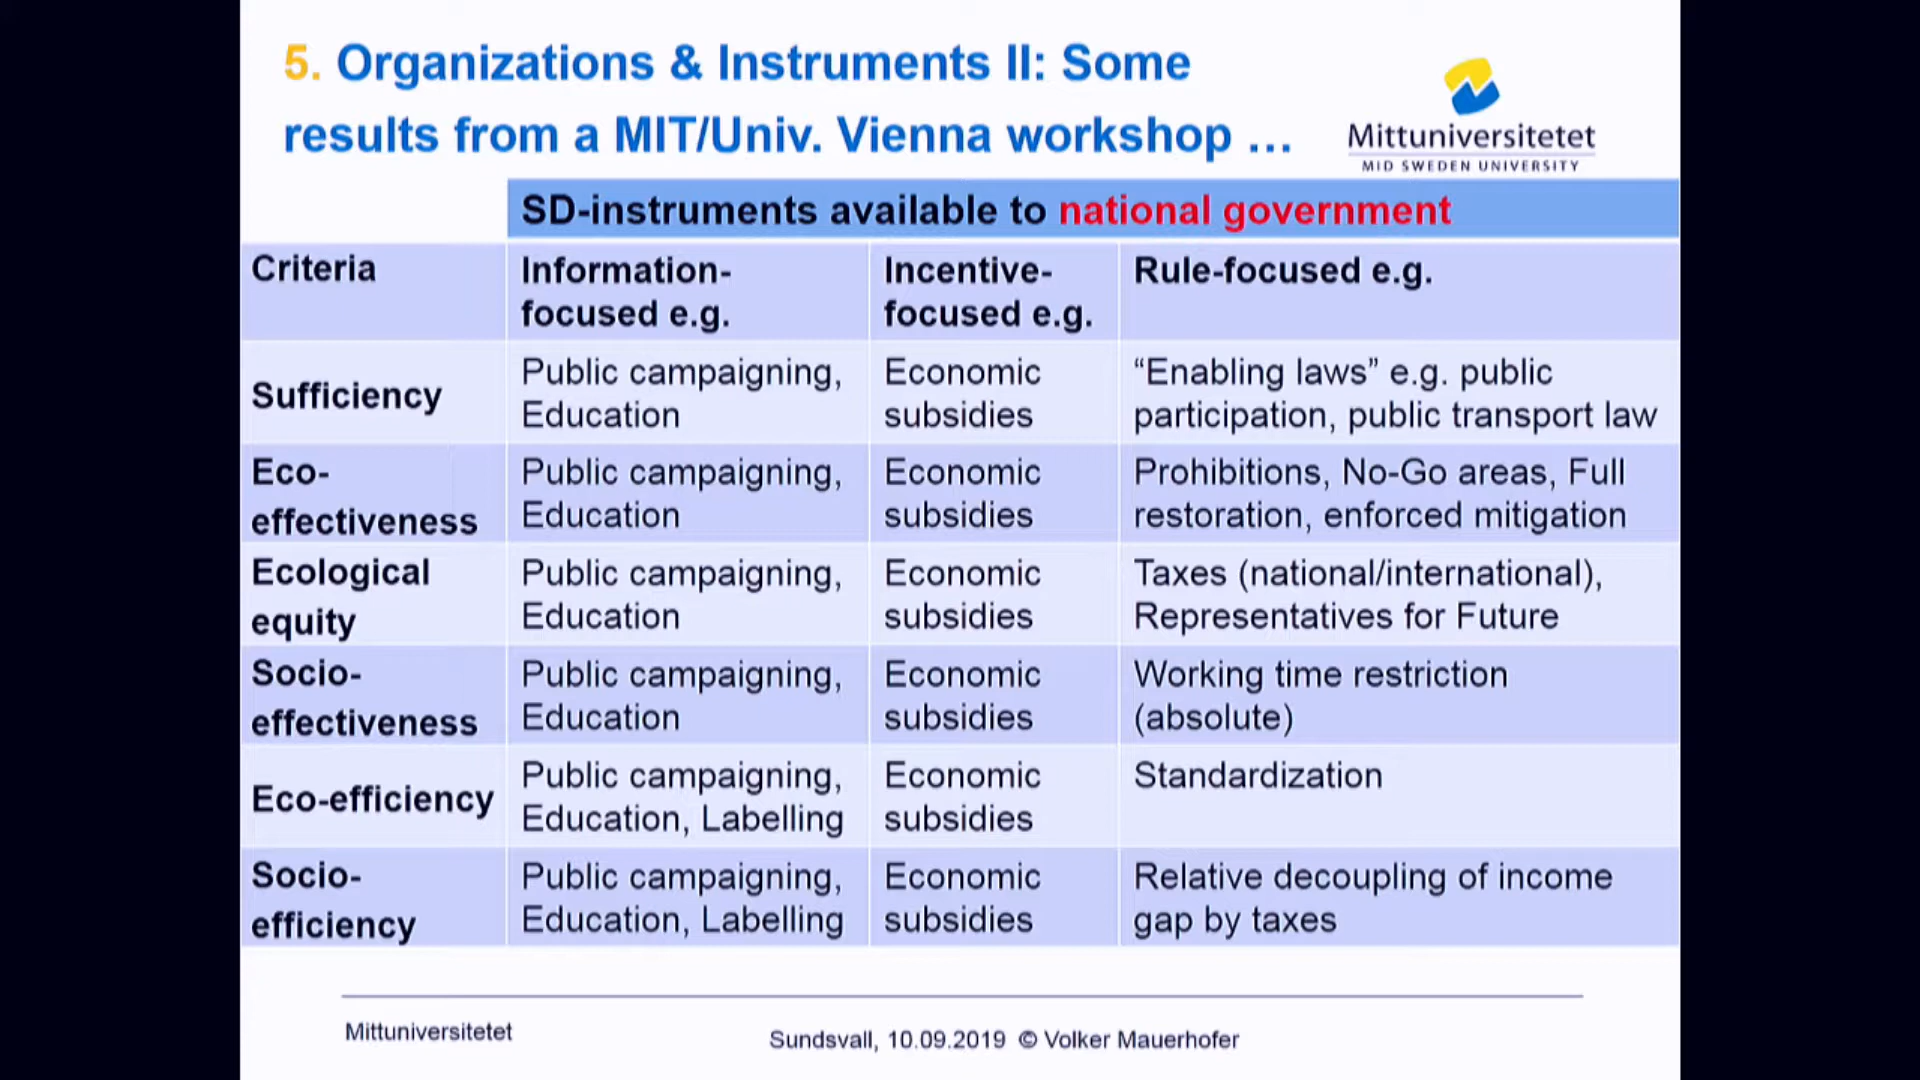 5. Organizations & Instruments II: Some
results from a MIT/Univ. Vienna workshop ...
Mittuniversitetet
MID SWEDEN UNIVERSITY
SD-instruments available to national government
Criteria
Information-
focused e.g.
Incentive-
focused e.g.
Rule-focused e.g.
Sufficiency
Public campaigning,
Education
Economic
subsidies
“Enabling laws” e.g. public
participation, public transport law
Eco-
effectiveness
Public campaigning,
Education
Economic
subsidies
Prohibitions, No-Go areas, Full
restoration, enforced mitigation
Ecological
equity
Public campaigning,
Education
Economic
subsidies
Taxes (national/international),
Representatives for Future
Socio-
effectiveness
Public campaigning,
Education
Economic
subsidies
Working time restriction
(absolute)
Eco-efficiency
Public campaigning,
Education, Labelling
Economic
subsidies
Standardization
Socio-
efficiency
Public campaigning,
Education, Labelling
Economic
subsidies
Relative decoupling of income
gap by taxes
Mittuniversitetet
Sundsvall, 10.09.2019 © Volker Mauerhofer